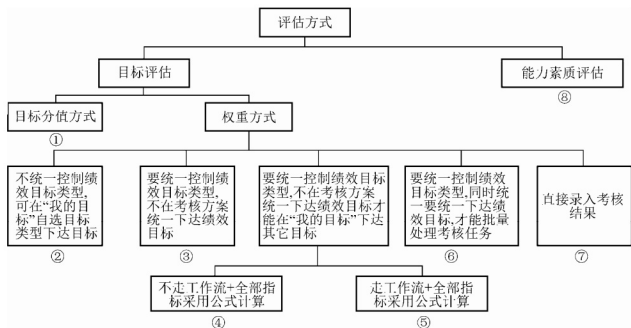 评估方式
目标评估
能力素质评估
⑧
目标分值方式
①
权重方式
不统一控制绩
效目标类型,
可在“我的目
标”自选目标
类型下达目标
②
要统一控制绩
效目标类型,
不在考核方案
统一下达绩效
目标
③
要统一控制绩效目标
类型,不在考核方案
统一下达绩效目标才
能在“我的目标”下达
其它目标
要统一控制绩效
目标类型,同时统
一要统一下达绩
效目标,才能批量
处理考核任务
⑥
直接录入考核
结果
⑦
不走工作流+全部指
标采用公式计算
④
走工作流+全部指
标采用公式计算
⑤